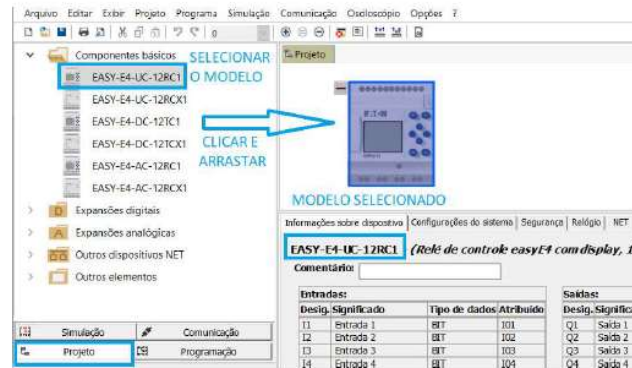 Arquivo Editar Exibir Projeto Programa Simulação Comunicação Osciloscópio Opções ?
Componentes básicos
SELECIONAR
O MODELO
EASY-E4-UC-12RC1
EASY-E4-UC-12RCX1
EASY-E4-DC-12TC1
EASY-E4-DC-12TCX1
EASY-E4-AC-12RC1
EASY-E4-AC-12RCX1
CLICAR E
ARRASTAR
Expansões digitais
Expansões analógicas
Outros dispositivos NET
Outros elementos
Simulação Comunicação
Projeto Programação
Projeto
E·T·N
MODELO SELECIONADO
Informações sobre dispositivo Configurações do sistema Segurança Relógio NET
EASY-E4-UC-12RC1 (Relé de controle easyE4 com display, 1
Comentário:
Entradas: Saídas:
Desig. Significado Tipo de dados Atribuído Desig. Signific
I1 Entrada 1 BIT I01 Q1 Saída 1
I2 Entrada 2 BIT I02 Q2 Saída 2
I3 Entrada 3 BIT I03 Q3 Saída 3
I4 Entrada 4 BIT I04 Q4 Saída 4